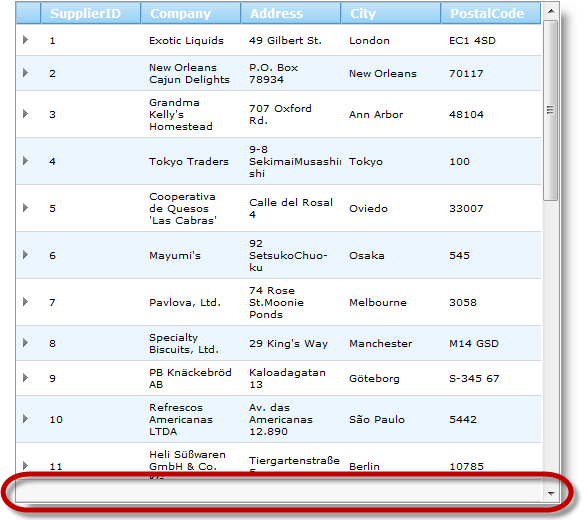 SupplierID Company Address City PostalCode
1 Exotic Liquids 49 Gilbert St. London EC1 4SD
2 New Orleans Cajun Delights P.O. Box 78934 New Orleans 70117
3 Grandma Kelly's Homestead 707 Oxford Rd. Ann Arbor 48104
4 Tokyo Traders 9-8 SekimaiMusashi shi Tokyo 100
5 Cooperativa de Quesos 'Las Cabras' Calle del Rosal 4 Oviedo 33007
6 Mayumi's 92 SetsukoChuo-ku Osaka 545
7 Pavlova, Ltd. 74 Rose St.Moonie Ponds Melbourne 3058
8 Specialty Biscuits, Ltd. 29 King's Way Manchester M14 GSD
9 PB Knäckebröd AB Kaloadagatan 13 Göteborg S-345 67
10 Refrescos Americanas LTDA Av. das Americanas 12.890 São Paulo 5442
11 Heli Süßwaren GmbH & Co. Tiergartenstraße Berlin 10785